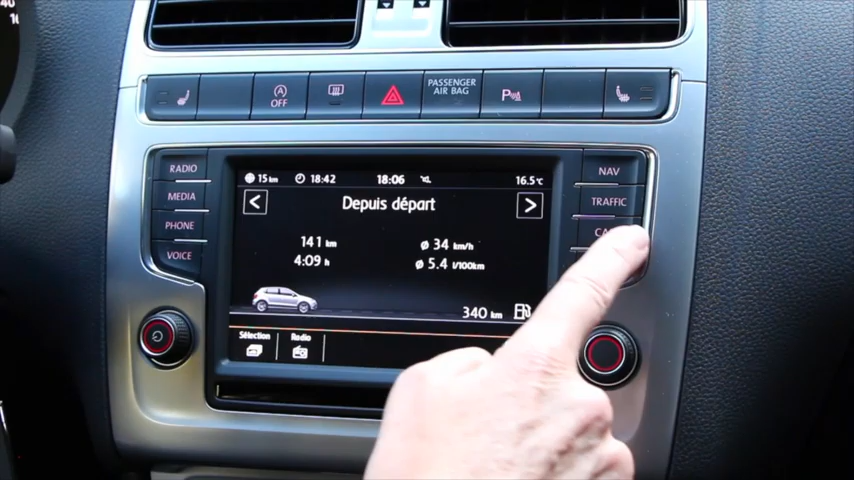 40
OFF
PASSENGER
AIR BAG
RADIO
MEDIA
PHONE
VOICE
15 km
18:42
18:06
16.5°C
<
Depuis départ
>
141 km
ø 34 km/h
4:09 h
ø 5.4 l/100km
340 km
Sélection
Radio
NAV
TRAFFIC